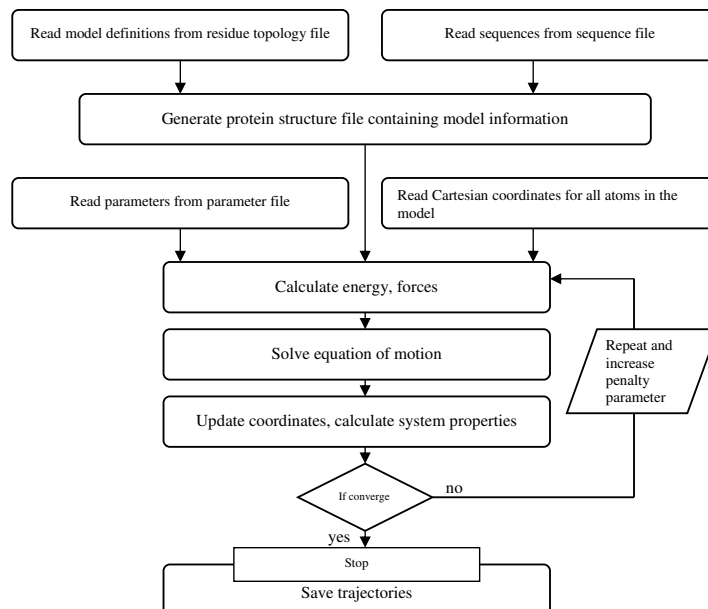 Read model definitions from residue topology file
Read sequences from sequence file
Generate protein structure file containing model information
Read parameters from parameter file
Read Cartesian coordinates for all atoms in the
model
Calculate energy, forces
Solve equation of motion
Repeat and
increase
penalty
parameter
Update coordinates, calculate system properties
If converge
no
yes
Stop
Save trajectories